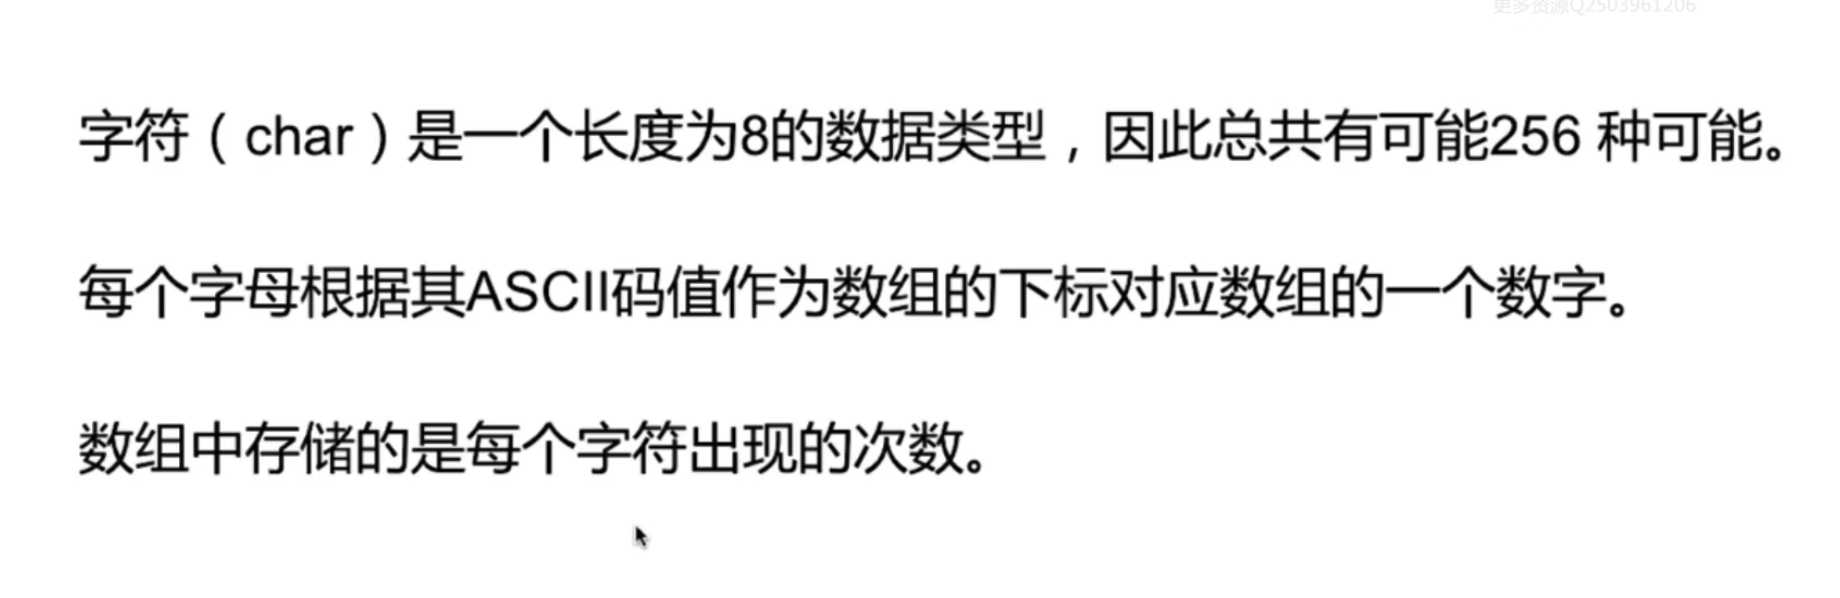 更多资源Q2503961206
字符（char）是一个长度为8的数据类型，因此总共有可能256 种可能。
每个字母根据其ASCII码值作为数组的下标对应数组的一个数字。
数组中存储的是每个字符出现的次数。